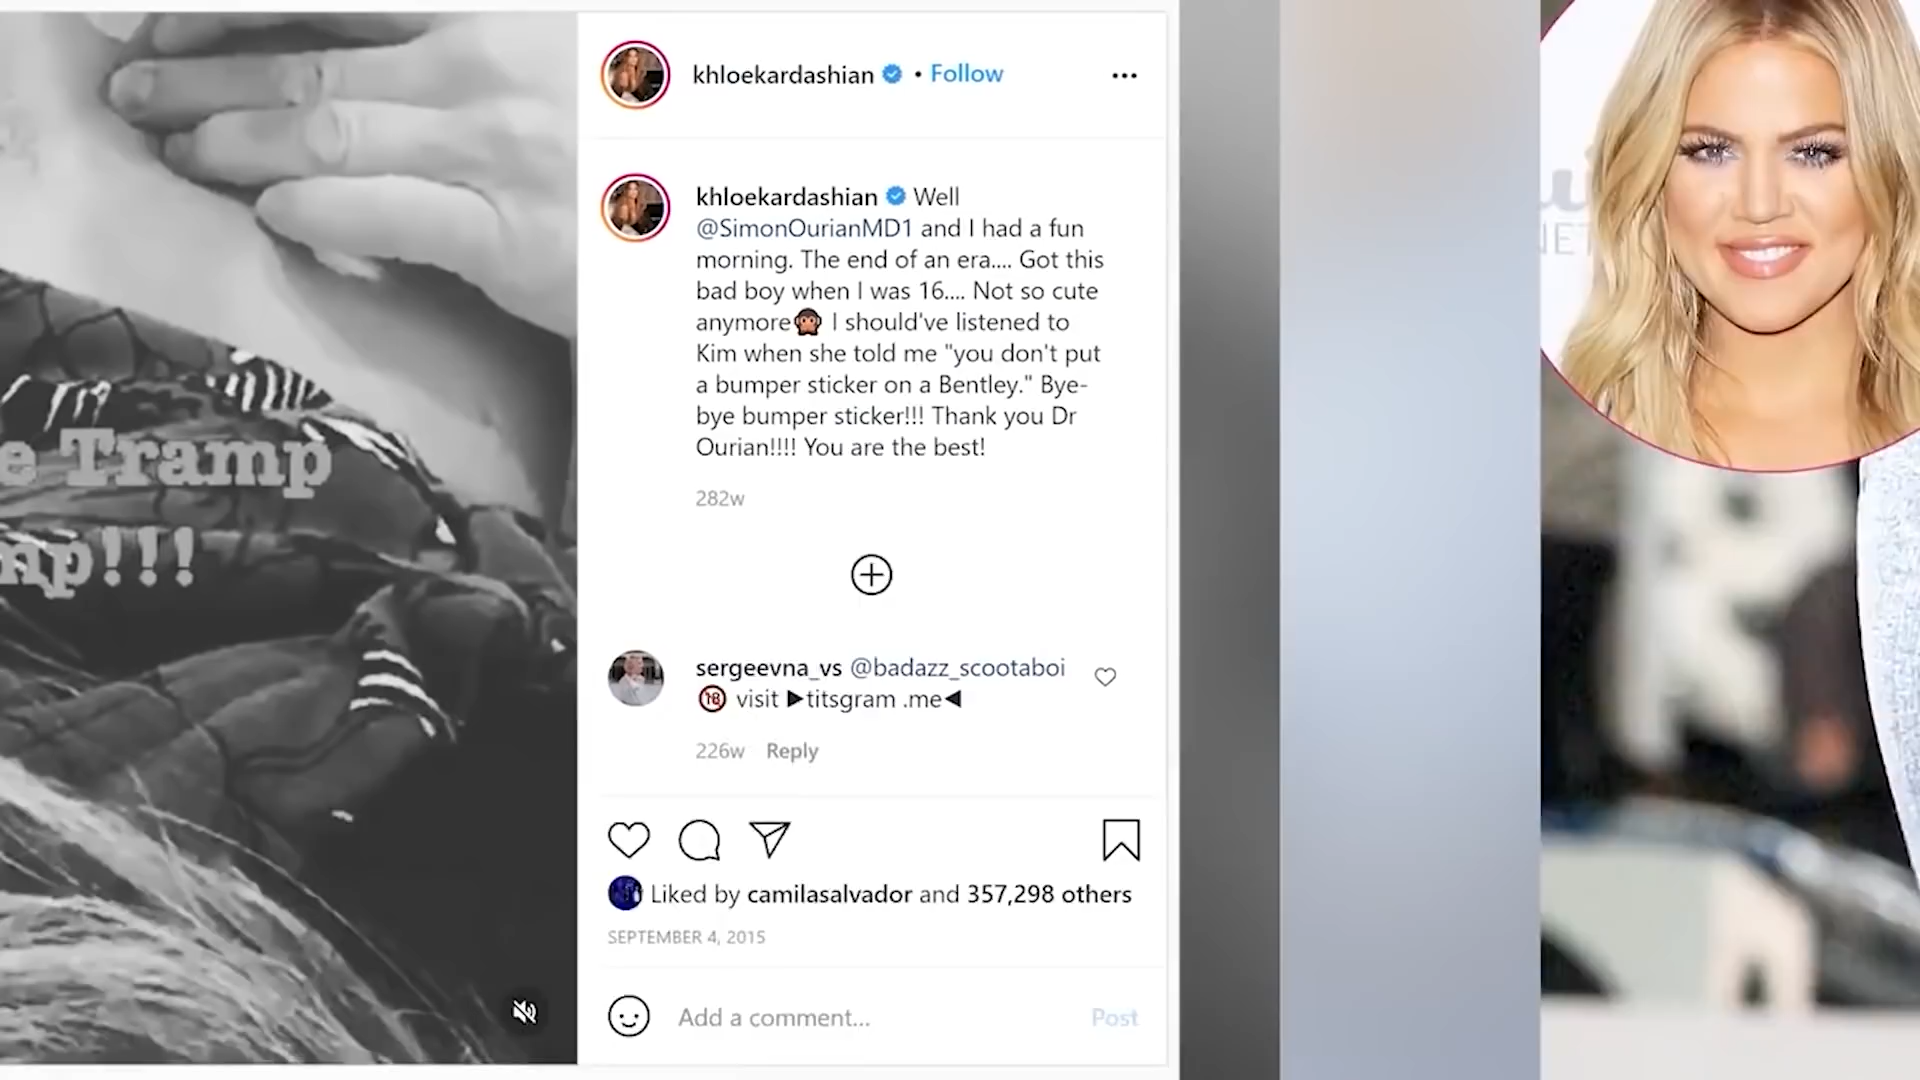 khloekardashian • Follow
khloekardashian Well
@SimonOurianMD1 and I had a fun
morning. The end of an era.... Got this
bad boy when I was 16.... Not so cute
anymore🙊 I should've listened to
Kim when she told me "you don't put
a bumper sticker on a Bentley." Bye-
bye bumper sticker!!! Thank you Dr
Ourian!!!! You are the best!
282w
sergeevna_vs @badazz_scootaboi
🔞 visit ▶titsgram .me◀
226w Reply
Liked by camilasalvador and 357,298 others
SEPTEMBER 4, 2015
Add a comment... Post
e Tramp
mp!!!